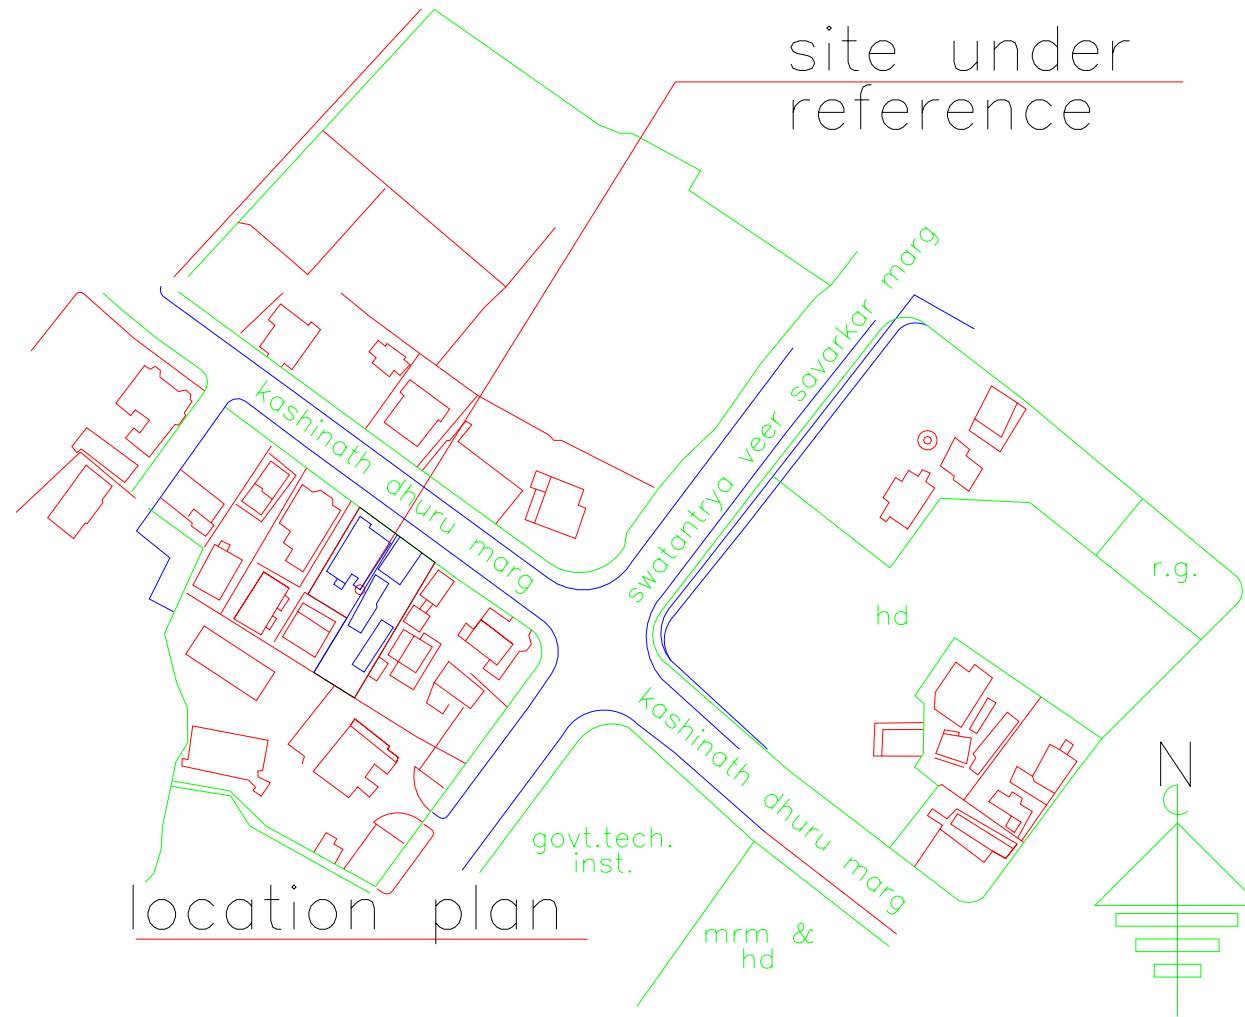 site under
reference
swatantrya veer savarkar marg
kashinath dhuru marg
r.g.
hd
kashinath dhuru marg
N
govt.tech.
inst.
location plan
mrm &
hd